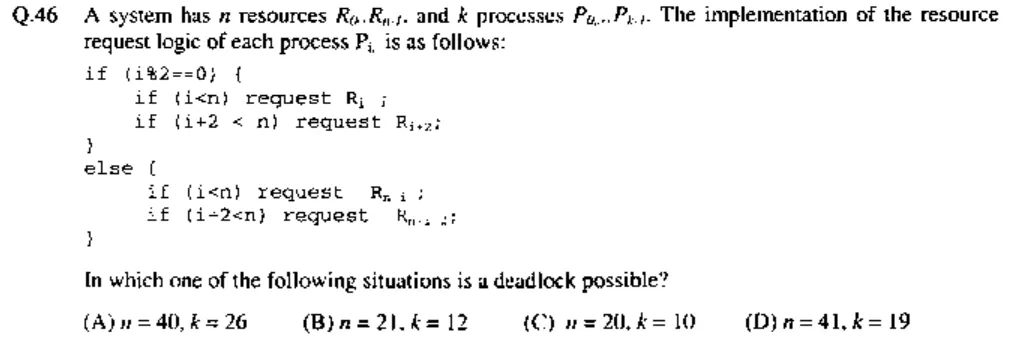 Q.46 A system has n resources R₀..Rₙ₋₁, and k processes P₀,...Pₖ₋₁. The implementation of the resource
request logic of each process Pᵢ, is as follows:
if (i%2==0) {
if (i<n) request Rᵢ ;
if (i+2 < n) request Rᵢ₊₂;
}
else {
if (i<n) request Rₙ₋ᵢ ;
if (i+2<n) request
}
In which one of the following situations is a deadlock possible?
(A) n = 40, k = 26 (B) n = 21, k = 12 (C) n = 20, k = 10 (D) n = 41, k = 19